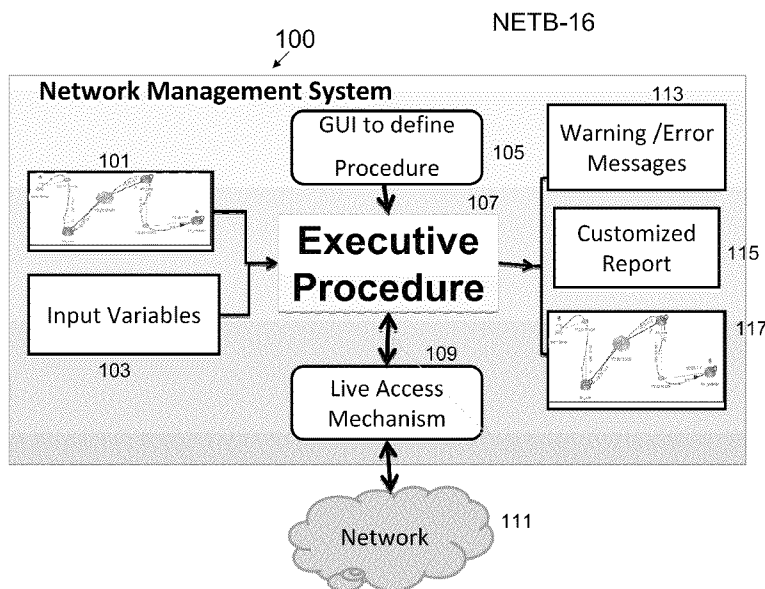 NETB-16
100
Network Management System
101
Input Variables
103
GUI to define
Procedure
105
107
Executive
Procedure
109
Live Access
Mechanism
Network
111
113
Warning /Error
Messages
Customized
Report
115
117